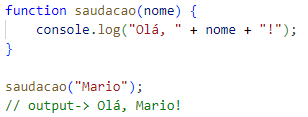 function saudacao(nome) {
    console.log("Olá, " + nome + "!");
}

saudacao("Mario");
// output-> Olá, Mario!